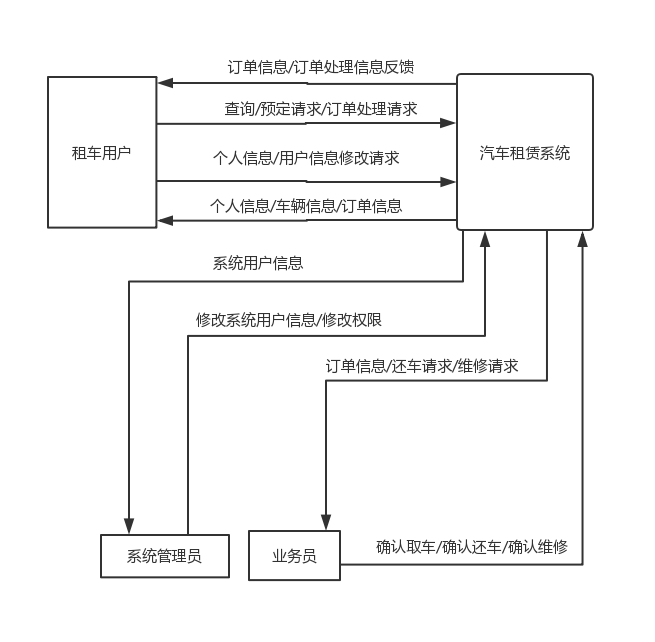 订单信息/订单处理信息反馈
查询/预定请求/订单处理请求
租车用户
汽车租赁系统
个人信息/用户信息修改请求
个人信息/车辆信息/订单信息
系统用户信息
修改系统用户信息/修改权限
订单信息/还车请求/维修请求
确认取车/确认还车/确认维修
系统管理员
业务员